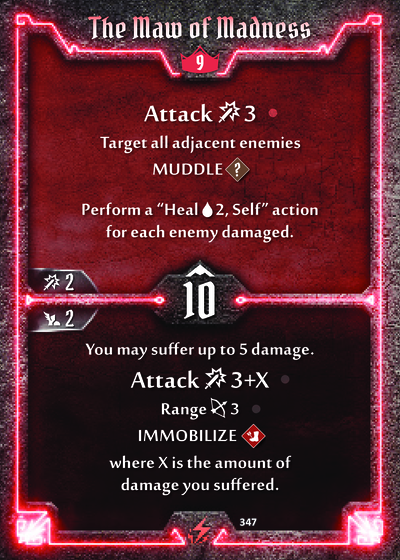 The Maw of Madness
9
Attack 3
Target all adjacent enemies
MUDDLE ?
Perform a “Heal 2, Self” action
for each enemy damaged.
2
10
2
You may suffer up to 5 damage.
Attack 3+X
Range 3
IMMOBILIZE
where X is the amount of
damage you suffered.
347